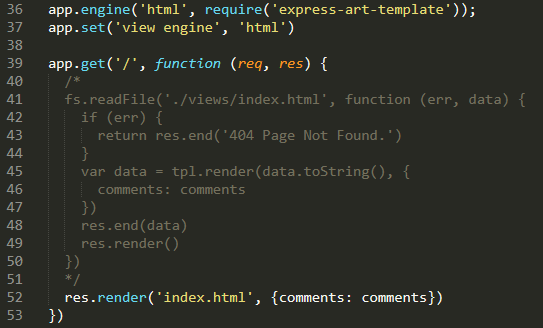 36 app.engine('html', require('express-art-template'));
37 app.set('view engine', 'html')
38
39 app.get('/', function (req, res) {
40   /*
41   fs.readFile('./views/index.html', function (err, data) {
42     if (err) {
43       return res.end('404 Page Not Found.')
44     }
45     var data = tpl.render(data.toString(), {
46       comments: comments
47     })
48     res.end(data)
49     res.render()
50   })
51   */
52   res.render('index.html', {comments: comments})
53 })